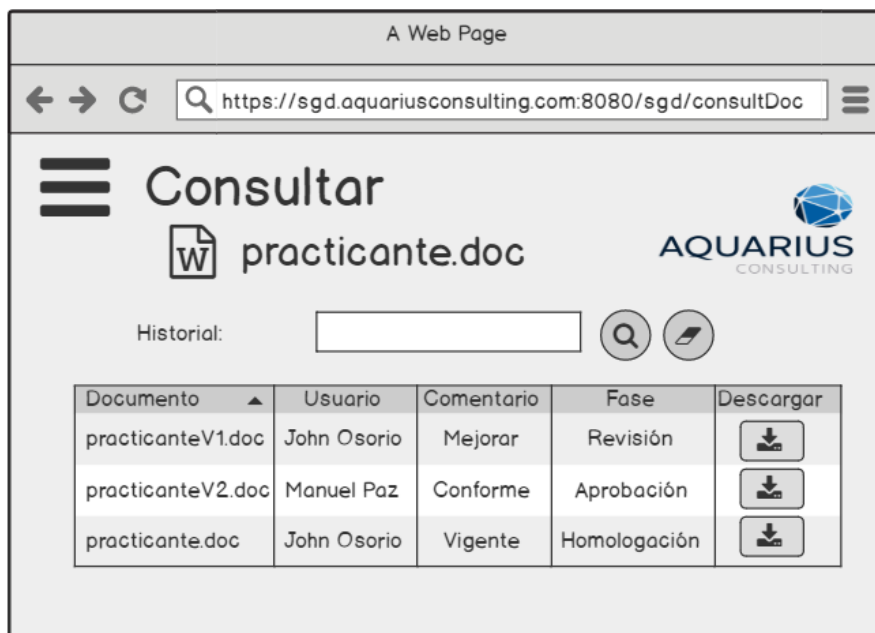 A Web Page
https://sgd.aquariusconsulting.com:8080/sgd/consultDoc
Consultar
W practicante.doc
AQUARIUS
CONSULTING
Historial:
Documento Usuario Comentario Fase Descargar
practicanteV1.doc John Osorio Mejorar Revisión
practicanteV2.doc Manuel Paz Conforme Aprobación
practicante.doc John Osorio Vigente Homologación